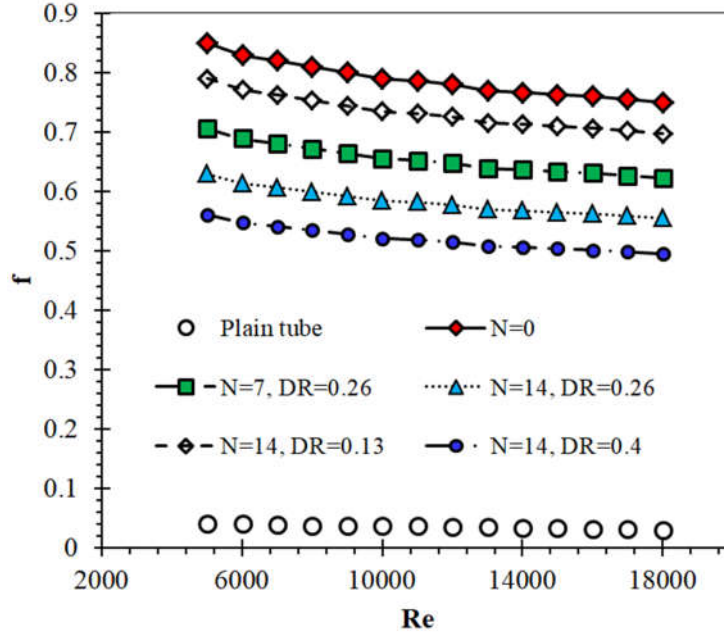 0.9
0.8
0.7
0.6
0.5
0.4
0.3
0.2
0.1
0
f
Plain tube
N=0
N=7, DR=0.26
N=14, DR=0.26
N=14, DR=0.13
N=14, DR=0.4
2000 6000 10000 14000 18000
Re